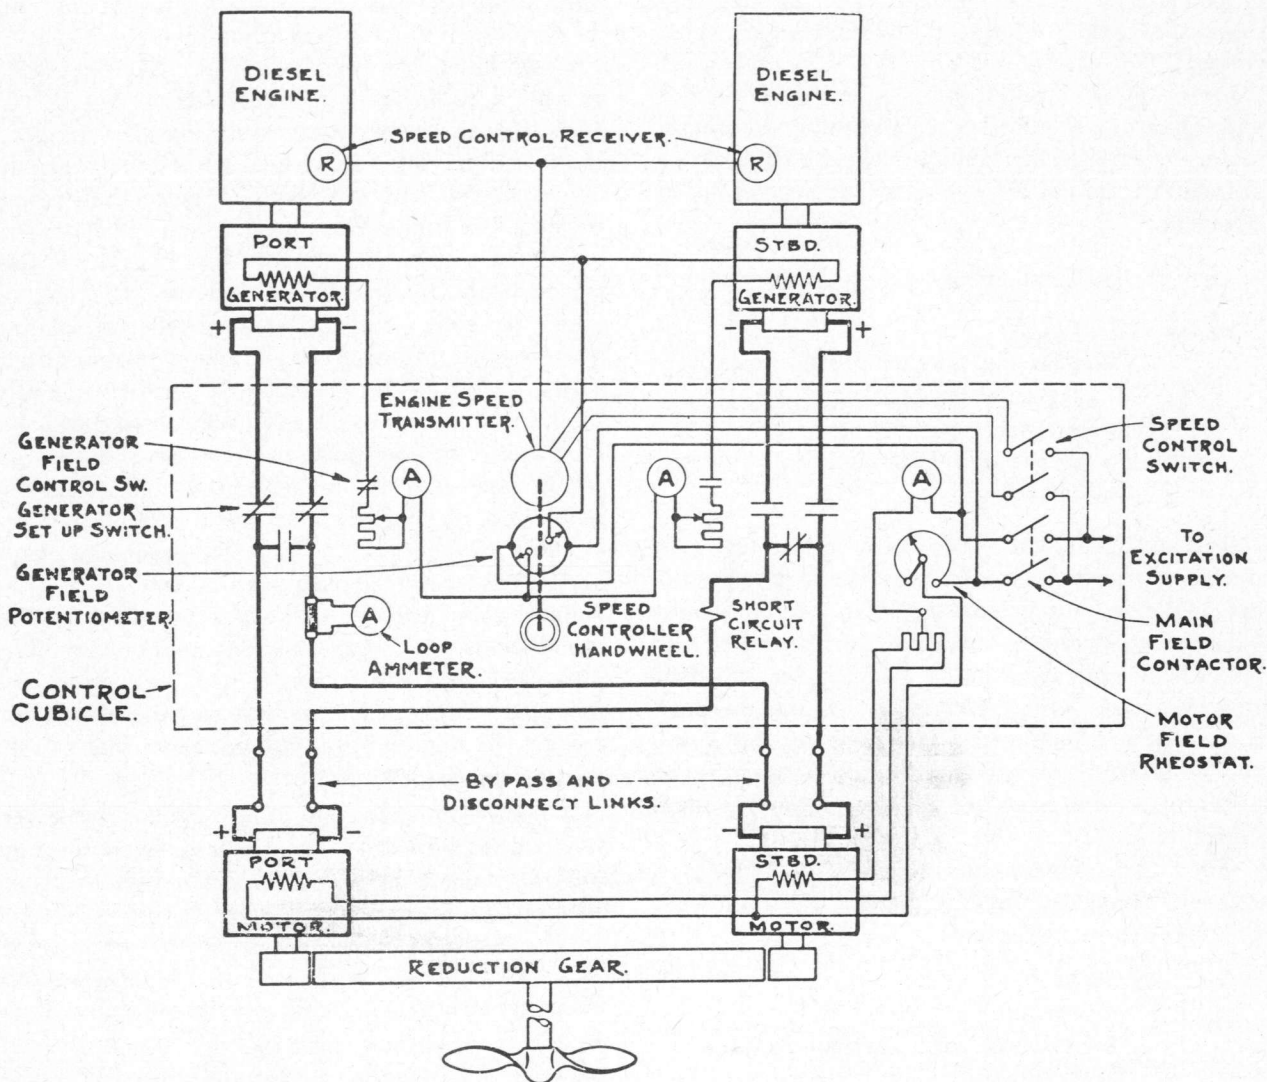 DIESEL
ENGINE.
DIESEL
ENGINE.
SPEED CONTROL RECEIVER.
R
R
PORT
GENERATOR.
STBD.
GENERATOR.
+
-
-
+
ENGINE SPEED
TRANSMITTER.
GENERATOR
FIELD
CONTROL SW.
GENERATOR
SET UP SWITCH.
GENERATOR
FIELD
POTENTIOMETER
A
A
A
A
LOOP
AMMETER.
SPEED
CONTROLLER
HANDWHEEL.
SHORT
CIRCUIT
RELAY.
SPEED
CONTROL
SWITCH.
TO
EXCITATION
SUPPLY.
MAIN
FIELD
CONTACTOR.
MOTOR
FIELD
RHEOSTAT.
CONTROL
CUBICLE.
BY PASS AND
DISCONNECT LINKS.
+
-
-
+
PORT
MOTOR.
STBD.
MOTOR.
REDUCTION GEAR.